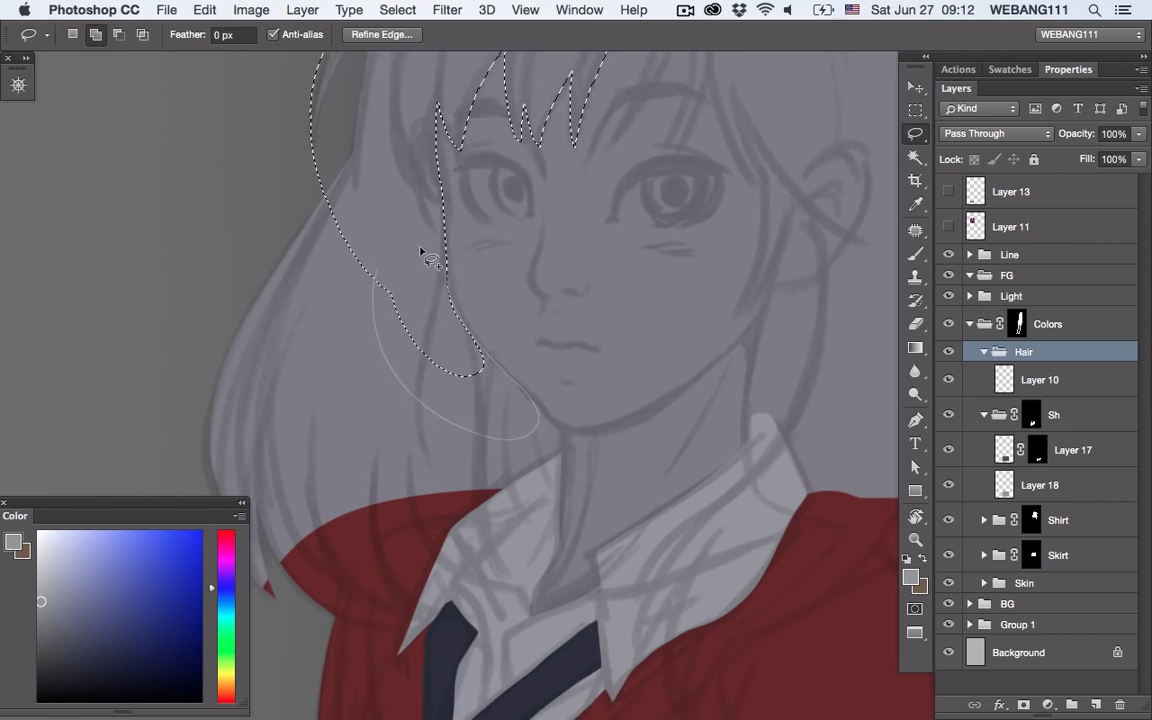 Photoshop CC File Edit Image Layer Type Select Filter 3D View Window Help Sat Jun 27 09:12 WEBANG111
Feather: 0 px Anti-alias Refine Edge... WEBANG111
Actions Swatches Properties
Layers
Kind
Pass Through Opacity: 100%
Lock: Fill: 100%
Layer 13
Layer 11
Line
FG
Light
Colors
Hair
Layer 10
Sh
Layer 17
Layer 18
Shirt
Skirt
Skin
BG
Group 1
Background
Color